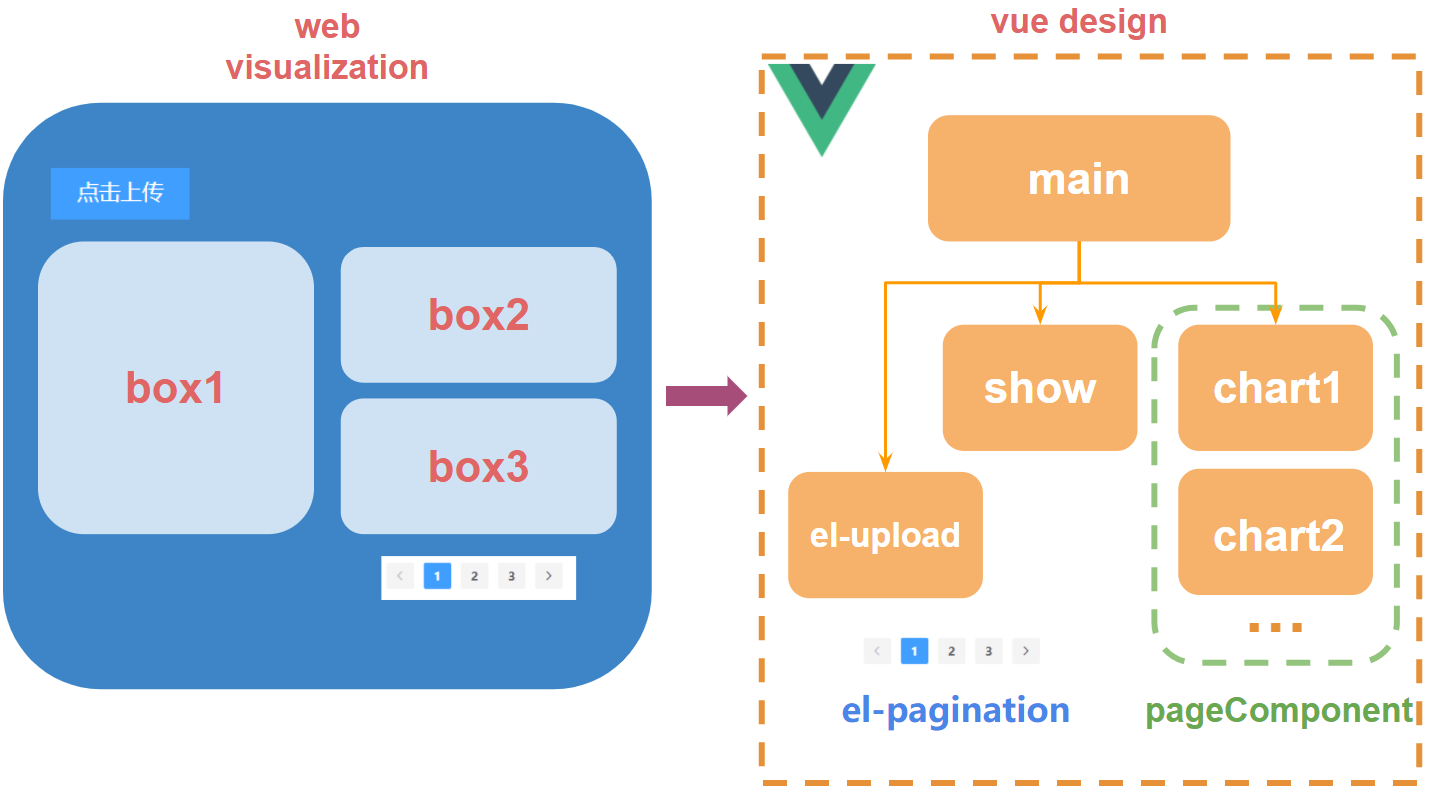 web
visualization
点击上传
box1
box2
box3
< 1 2 3 >
vue design
main
show
chart1
el-upload
chart2
...
< 1 2 3 >
el-pagination
pageComponent